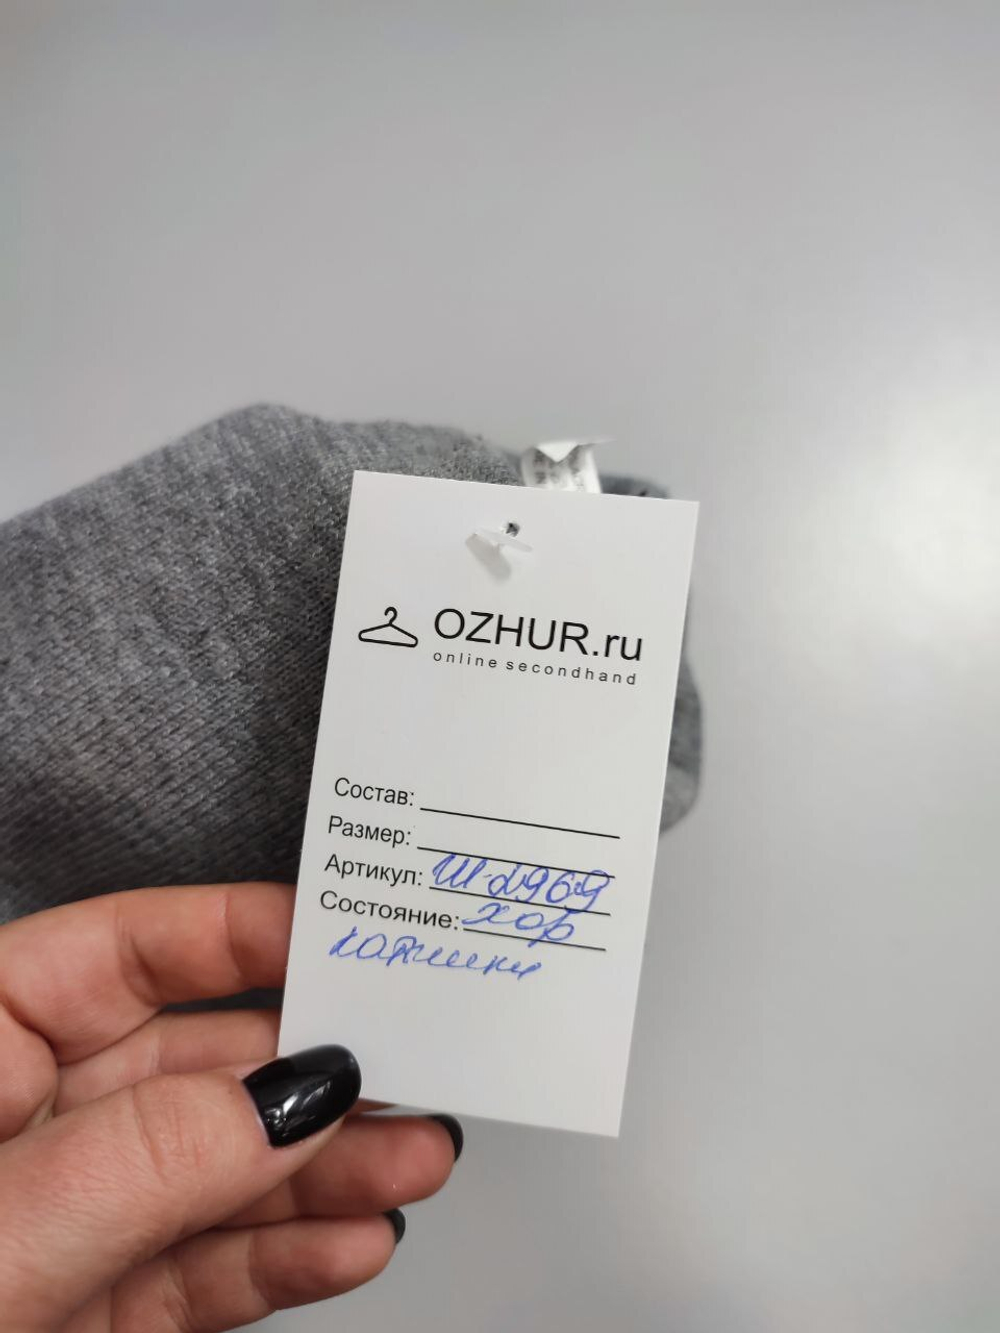 OZHUR.ru
online secondhand
Состав:
Размер:
Артикул: Ш-2969
Состояние: хор
катышки